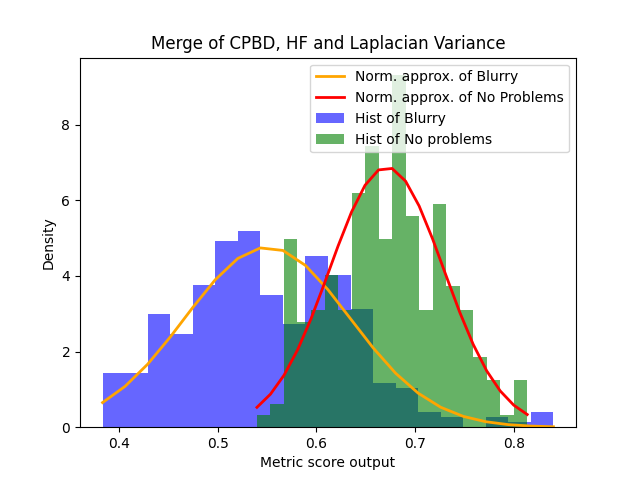 Merge of CPBD, HF and Laplacian Variance
Norm. approx. of Blurry
Norm. approx. of No Problems
Hist of Blurry
Hist of No problems
Density
8
6
4
2
0
0.4 0.5 0.6 0.7 0.8
Metric score output